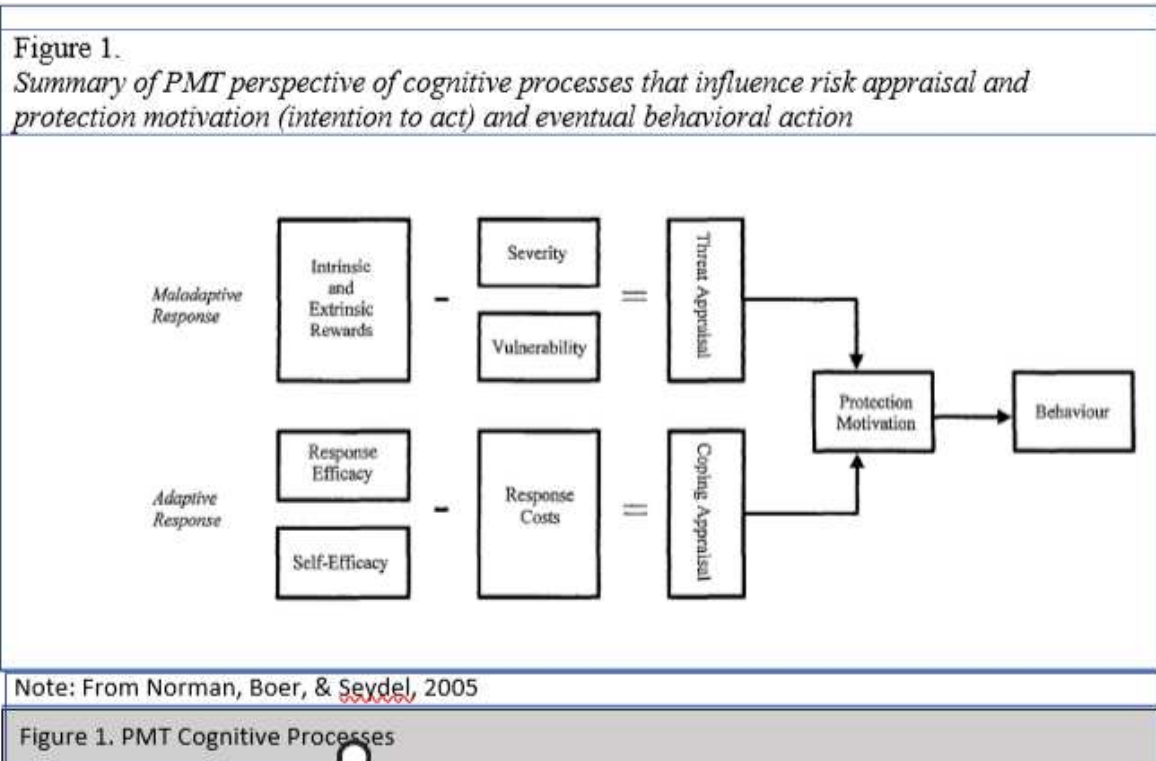 Figure 1.
Summary of PMT perspective of cognitive processes that influence risk appraisal and
protection motivation (intention to act) and eventual behavioral action
Maladaptive
Response
Intrinsic
and
Extrinsic
Rewards
-
Severity
Vulnerability
=
Threat Appraisal
Adaptive
Response
Response
Efficacy
Self-Efficacy
-
Response
Costs
=
Coping Appraisal
Protection
Motivation
Behaviour
Note: From Norman, Boer, & Seydel, 2005
Figure 1. PMT Cognitive Processes